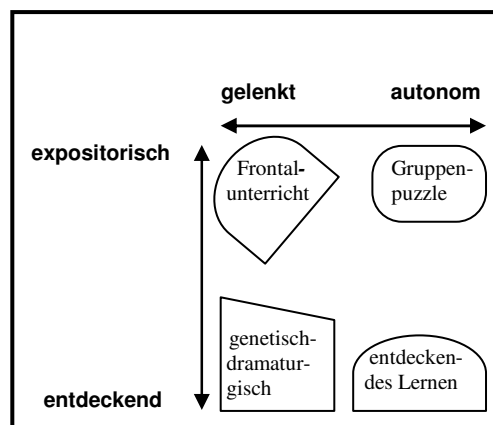 gelenkt autonom
expositorisch
Frontal-
unterricht
Gruppen-
puzzle
genetisch-
dramatur-
gisch
entdecken-
des Lernen
entdeckend